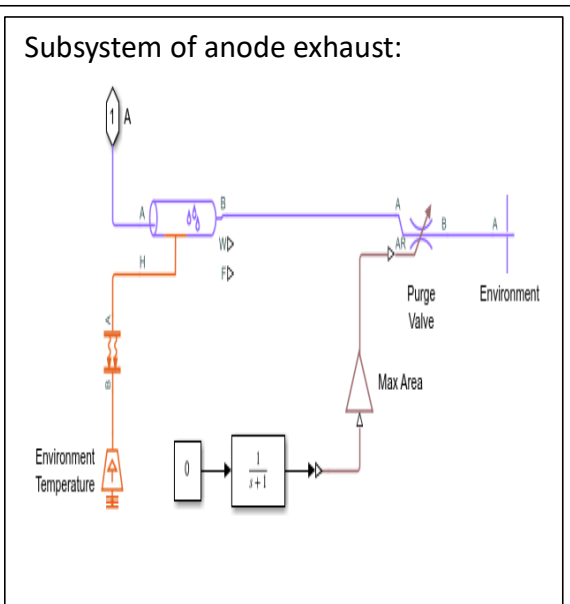 Subsystem of anode exhaust:
1 A
A
B
W
F
H
A
B
A
AR
B
A
Purge
Valve
Environment
Max Area
Environment
Temperature
0
1
s+1